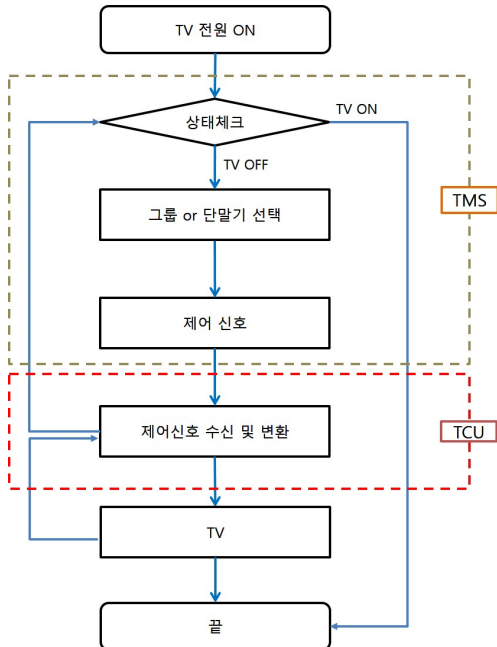 TV 전원 ON
상태체크
TV ON
TV OFF
그룹 or 단말기 선택
TMS
제어 신호
제어신호 수신 및 변환
TCU
TV
끝